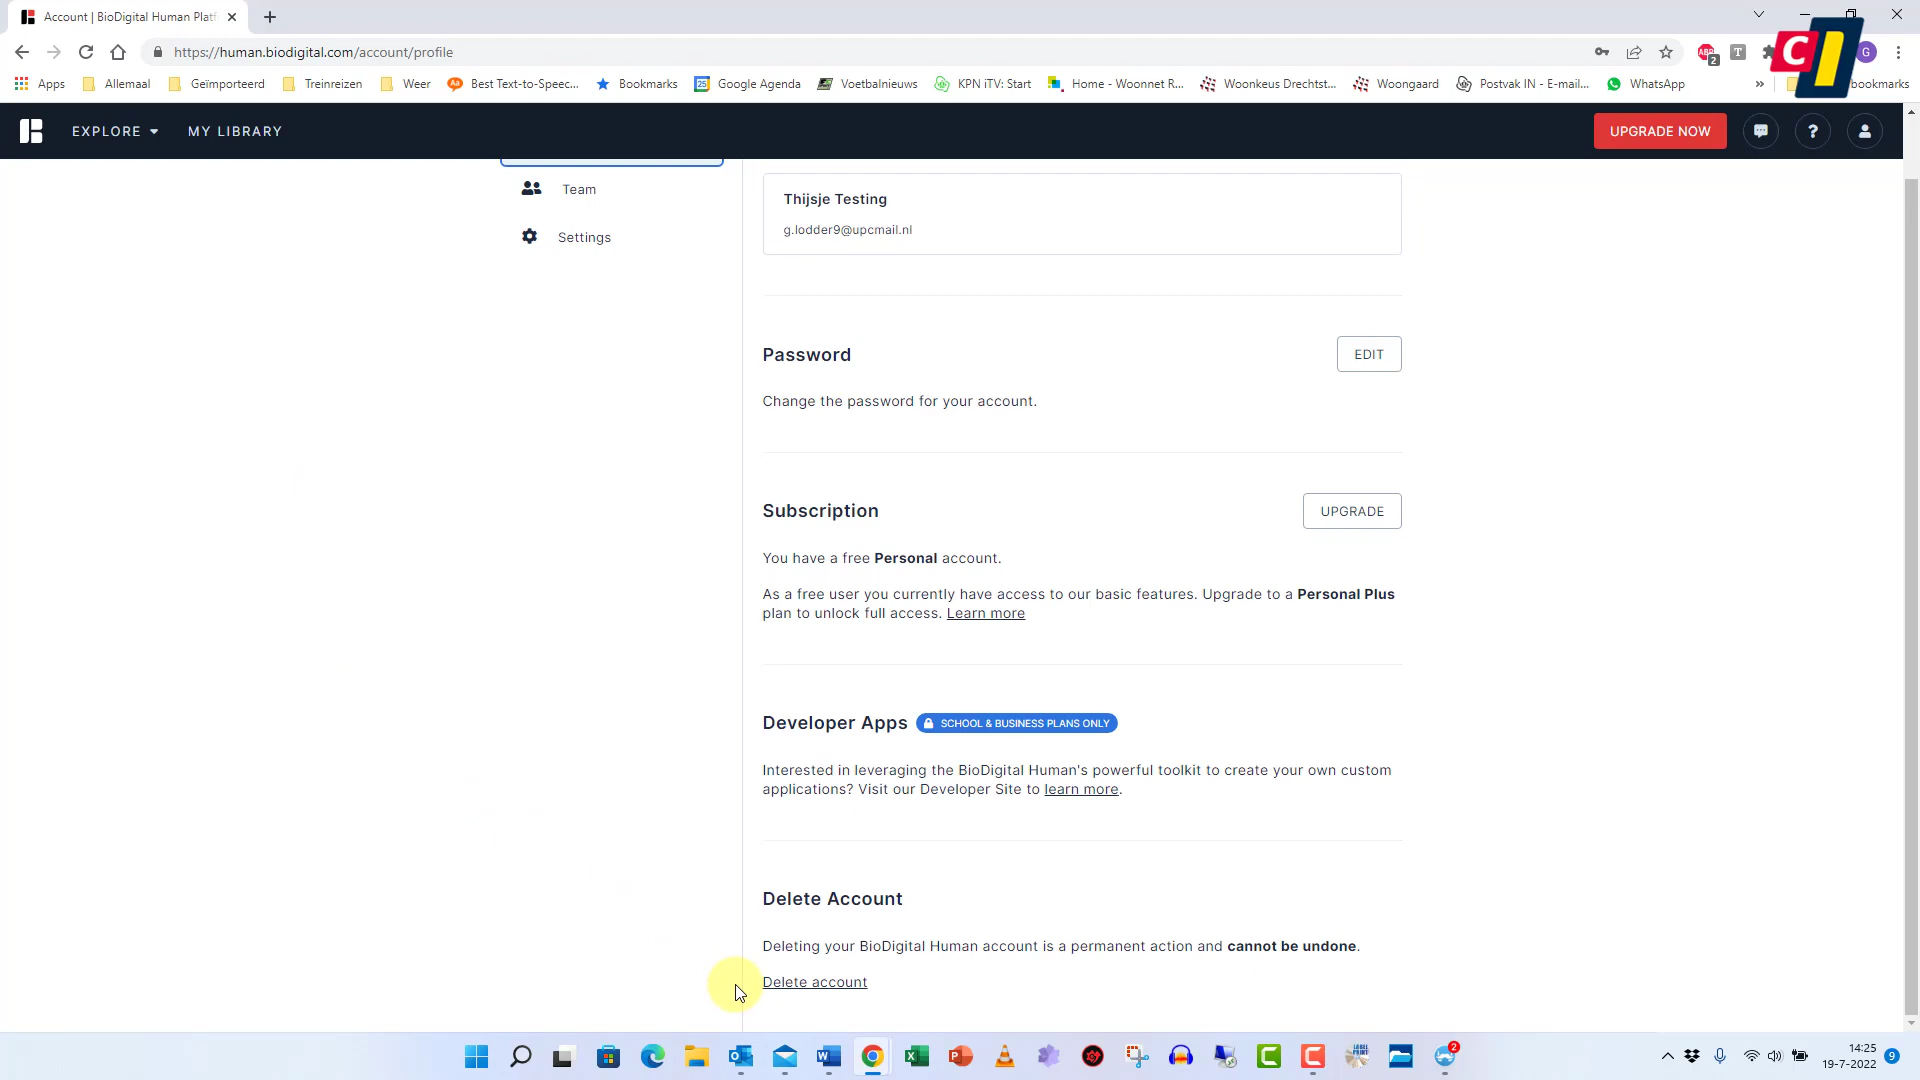 Account | BioDigital Human Platf
https://human.biodigital.com/account/profile
ABP
2
T
G
CI
Apps
Allemaal
Geïmporteerd
Treinreizen
Weer
Aa
Best Text-to-Speec...
Bookmarks
25
Google Agenda
Voetbalnieuws
KPN iTV: Start
Home - Woonnet R...
Woonkeus Drechtst...
Woongaard
Postvak IN - E-mail...
WhatsApp
»
bookmarks
EXPLORE
MY LIBRARY
UPGRADE NOW
?
Team
Settings
Thijsje Testing
g.lodder9@upcmail.nl
Password
EDIT
Change the password for your account.
Subscription
UPGRADE
You have a free Personal account.
As a free user you currently have access to our basic features. Upgrade to a Personal Plus
plan to unlock full access. Learn more
Developer Apps
SCHOOL & BUSINESS PLANS ONLY
Interested in leveraging the BioDigital Human's powerful toolkit to create your own custom
applications? Visit our Developer Site to learn more.
Delete Account
Deleting your BioDigital Human account is a permanent action and cannot be undone.
Delete account
2
14:25
19-7-2022
9